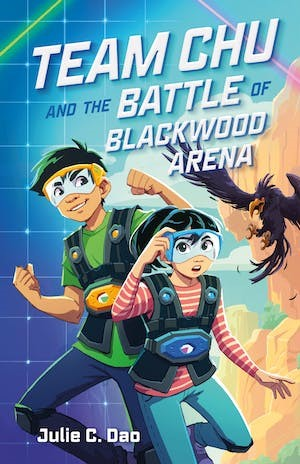 TEAM CHU
AND THE BATTLE OF
BLACKWOOD
ARENA
Julie C. Dao